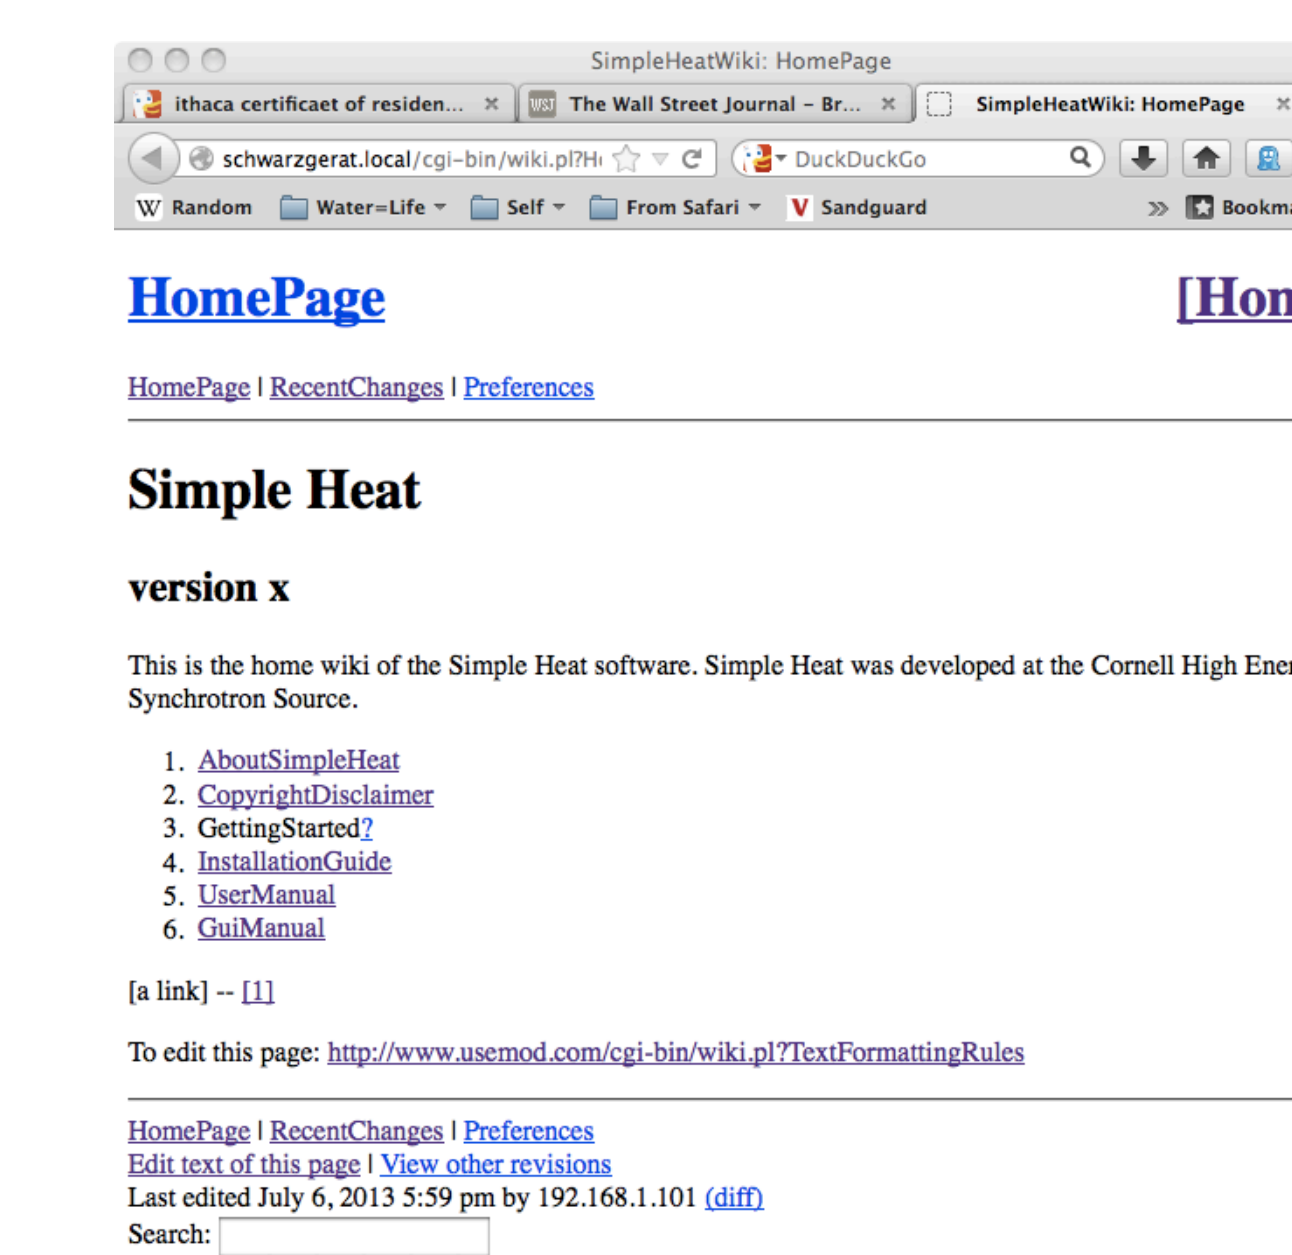 SimpleHeatWiki: HomePage
ithaca certificaet of residen... × WSJ The Wall Street Journal – Br... × SimpleHeatWiki: HomePage ×
schwarzgerat.local/cgi-bin/wiki.pl?H DuckDuckGo
W Random Water=Life Self From Safari V Sandguard » Bookma
HomePage [Hom
HomePage | RecentChanges | Preferences
Simple Heat
version x
This is the home wiki of the Simple Heat software. Simple Heat was developed at the Cornell High Ener
Synchrotron Source.
1. AboutSimpleHeat
2. CopyrightDisclaimer
3. GettingStarted?
4. InstallationGuide
5. UserManual
6. GuiManual
[a link] -- [1]
To edit this page: http://www.usemod.com/cgi-bin/wiki.pl?TextFormattingRules
HomePage | RecentChanges | Preferences
Edit text of this page | View other revisions
Last edited July 6, 2013 5:59 pm by 192.168.1.101 (diff)
Search: